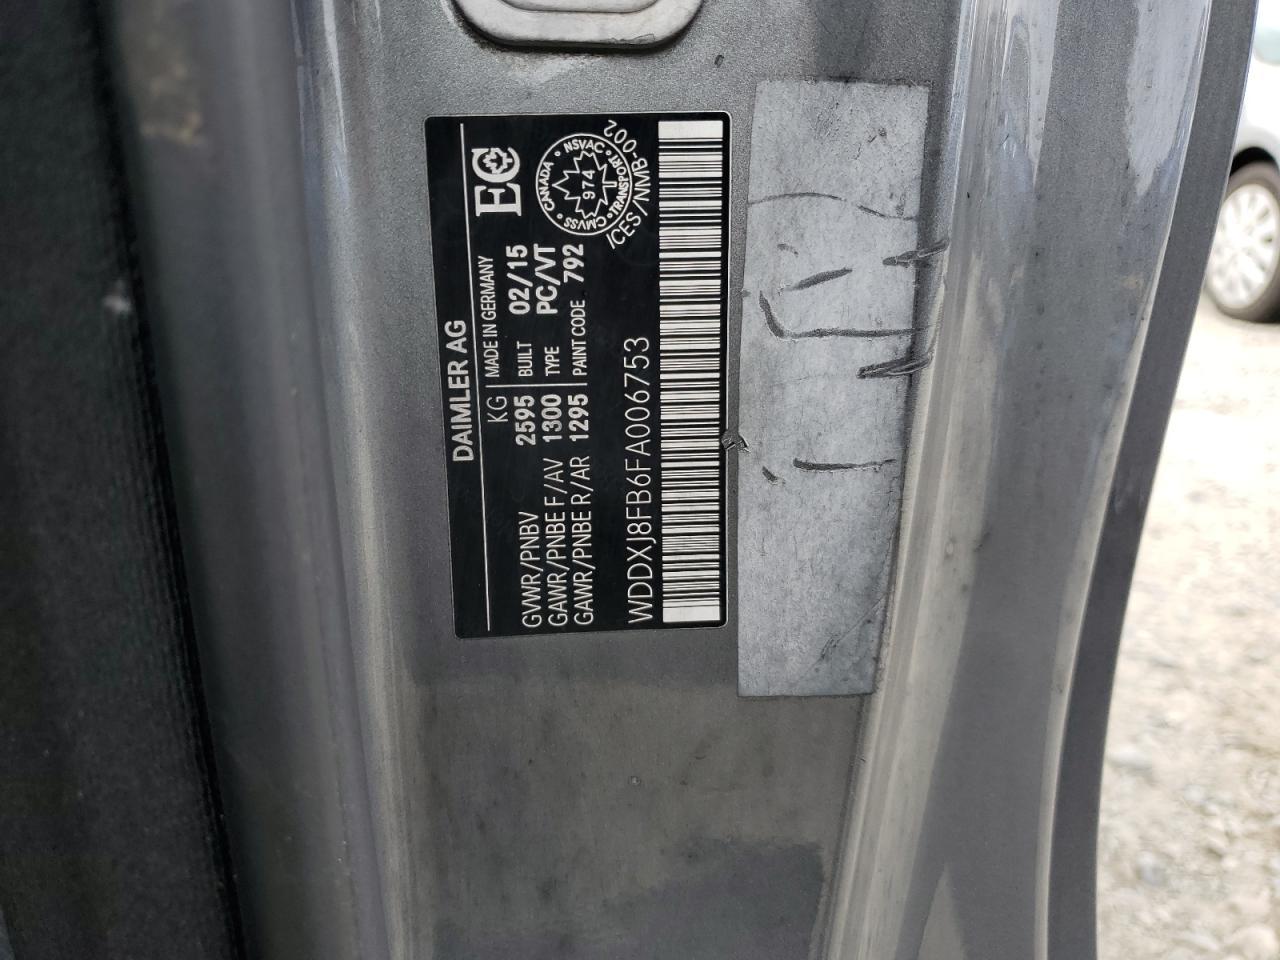 DAIMLER AG
KG MADE IN GERMANY
GVWR/PNBV 2595 BUILT 02/15
GAWR/PNBE F/AV 1300 TYPE PC/VT
GAWR/PNBE R/AR 1295 PAINT CODE 792
EC
CANADA • NSVAC • TRANSPORT • CMVSS
974
ICES/NMB-002
WDDXJ8FB6FA006753